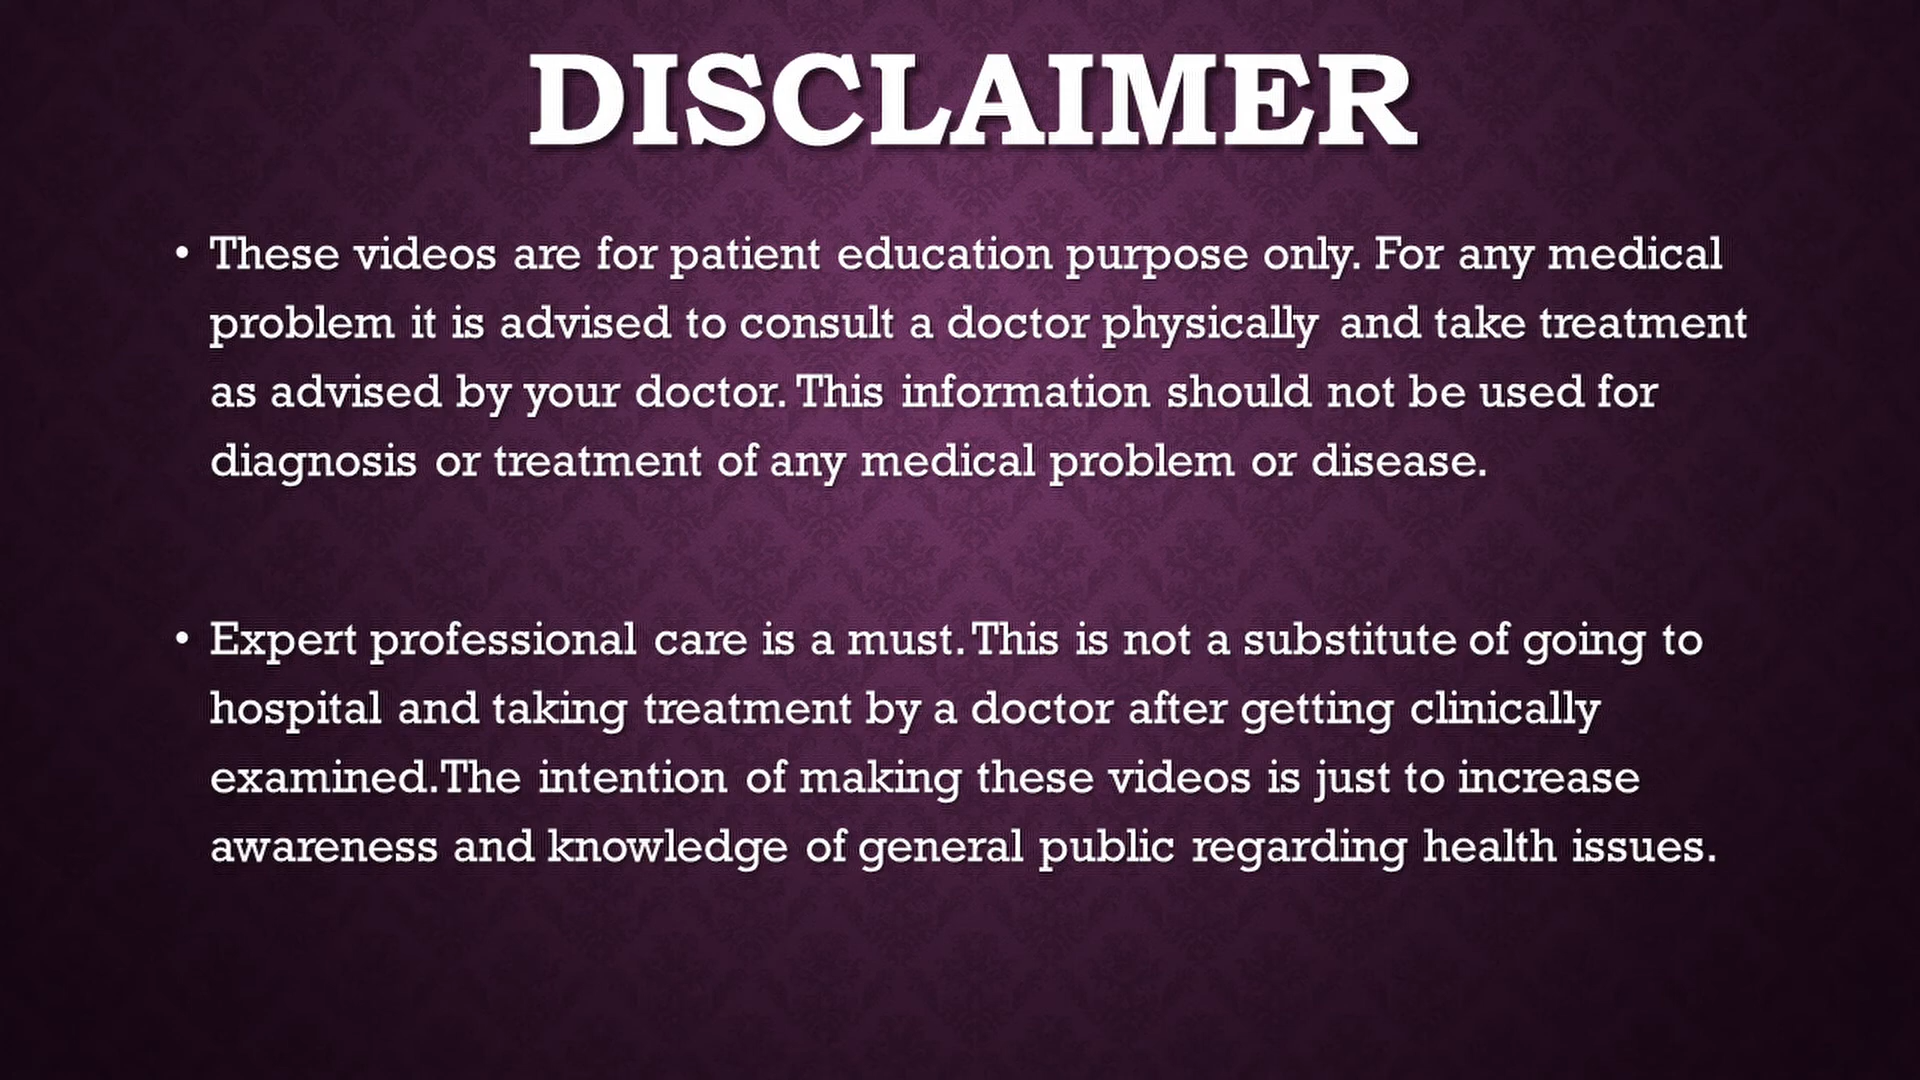 DISCLAIMER
• These videos are for patient education purpose only. For any medical
problem it is advised to consult a doctor physically and take treatment
as advised by your doctor. This information should not be used for
diagnosis or treatment of any medical problem or disease.
• Expert professional care is a must. This is not a substitute of going to
hospital and taking treatment by a doctor after getting clinically
examined.The intention of making these videos is just to increase
awareness and knowledge of general public regarding health issues.